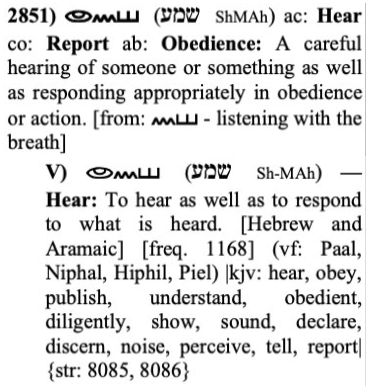 2851) (שמע ShMAh) ac: Hear
co: Report ab: Obedience: A careful
hearing of someone or something as well
as responding appropriately in obedience
or action. [from: - listening with the
breath]
V) (שמע Sh-MAh) —
Hear: To hear as well as to respond
to what is heard. [Hebrew and
Aramaic] [freq. 1168] (vf: Paal,
Niphal, Hiphil, Piel) |kjv: hear, obey,
publish, understand, obedient,
diligently, show, sound, declare,
discern, noise, perceive, tell, report|
{str: 8085, 8086}